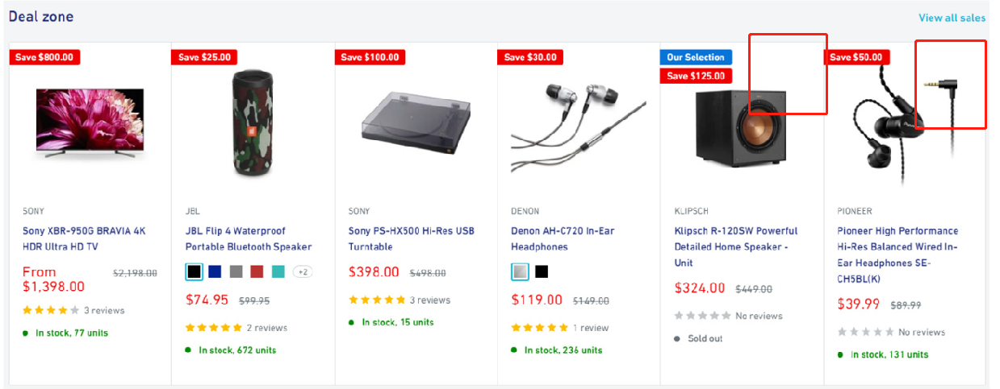 Deal zone
View all sales
Save $800.00
SONY
Sony XBR-950G BRAVIA 4K
HDR Ultra HD TV
From
$1,398.00
$2,198.00
3 reviews
In stock, 77 units
Save $25.00
JBL
JBL
JBL Flip 4 Waterproof
Portable Bluetooth Speaker
+2
$74.95 $99.95
2 reviews
In stock, 672 units
Save $100.00
SONY
Sony PS-HX500 Hi-Res USB
Turntable
$398.00 $498.00
3 reviews
In stock, 15 units
Save $30.00
DENON
Denon AH-C720 In-Ear
Headphones
$119.00 $149.00
1 review
In stock, 236 units
Our Selection
Save $125.00
KLIPSCH
Klipsch R-120SW Powerful
Detailed Home Speaker -
Unit
$324.00 $449.00
No reviews
Sold out
Save $50.00
Pioneer
PIONEER
Pioneer High Performance
Hi-Res Balanced Wired In-
Ear Headphones SE-
CH5BL(K)
$39.99 $89.99
No reviews
In stock, 131 units